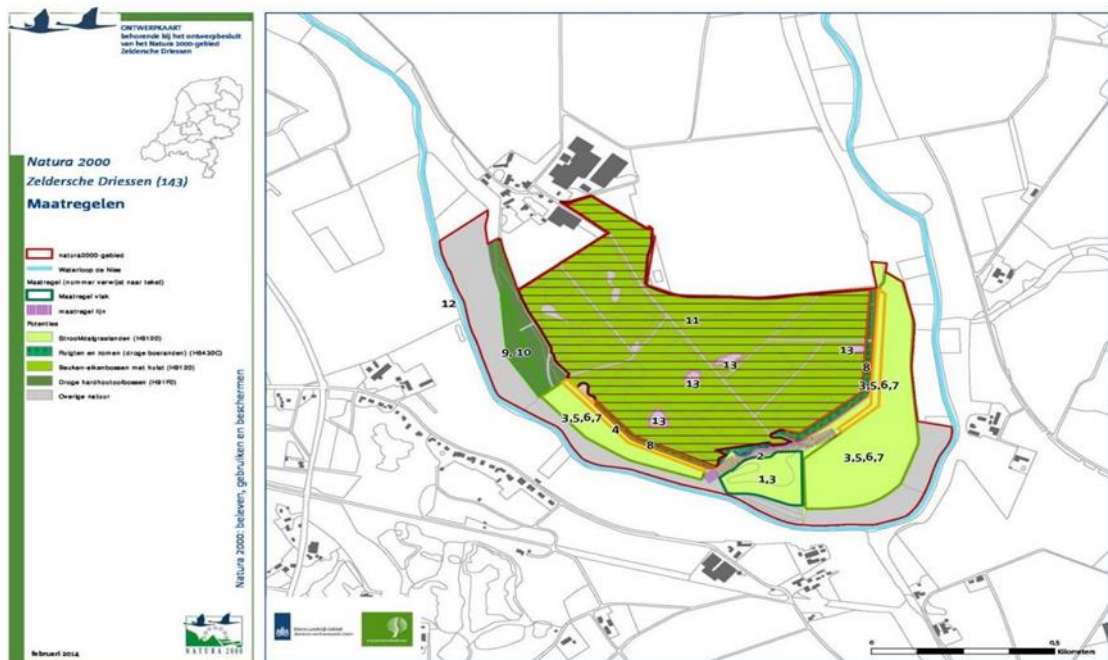 ONTWERPKAART
behorende bij het ontwerpbesluit
van het Natura 2000-gebied
Zeldersche Driessen
Natura 2000
Zeldersche Driessen (143)
Maatregelen
natura2000-gebied
Waterloop de Niee
Maatregel (nummer verwijst naar tekst)
Maatregel vlak
maatregel lijn
Potenties
Stroomdalgraslanden (H6120)
Ruigten en zomen (droge bosranden) (H6430C)
Beuken-eikenbossen met hulst (H9120)
Droge hardhoutooibossen (H91F0)
Overige natuur
Natura 2000: beleven, gebruiken en beschermen
NATURA 2000
februari 2014
12
11
9, 10
13
13
13
8
3,5,6,7
3,5,6,7
4
8
2
1,3
3,5,6,7
0
0,5
Kilometers